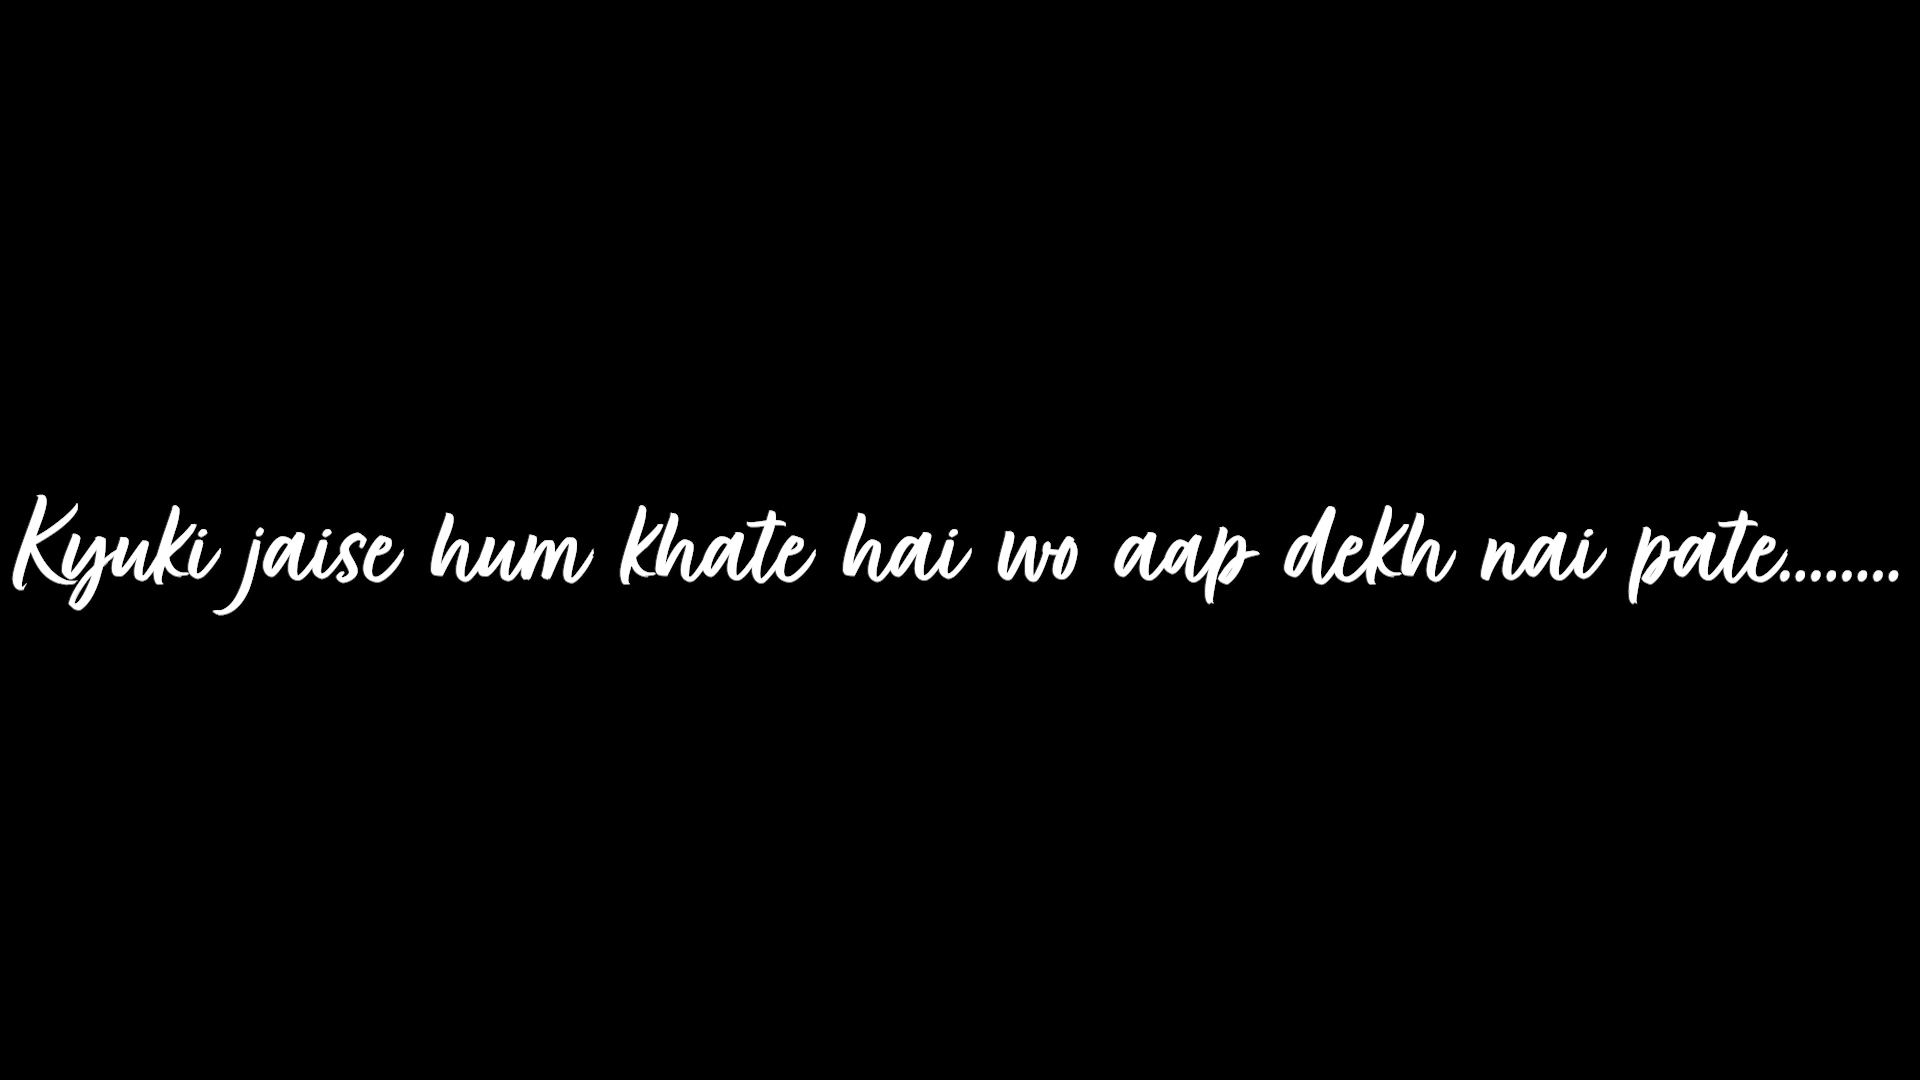 Kyuki jaise hum khate hai wo aap dekh nai pate........